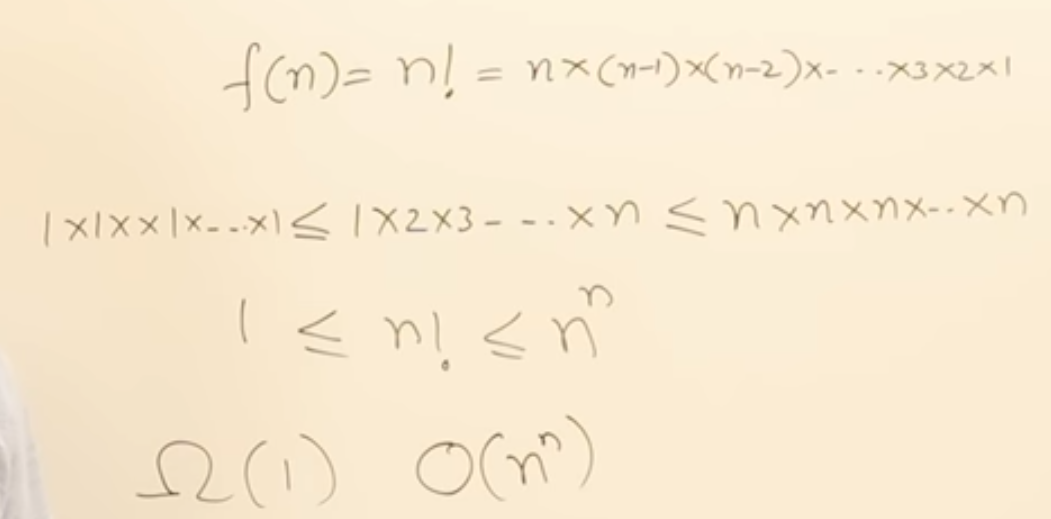 f(n) = n! = n×(n-1)×(n-2)×- - -×3×2×1
1×1××1×-..×1 ≤ 1×2×3 - - -.×n ≤ n×n×n×-..×n
1 ≤ n! ≤ nⁿ
Ω(1) O(nⁿ)